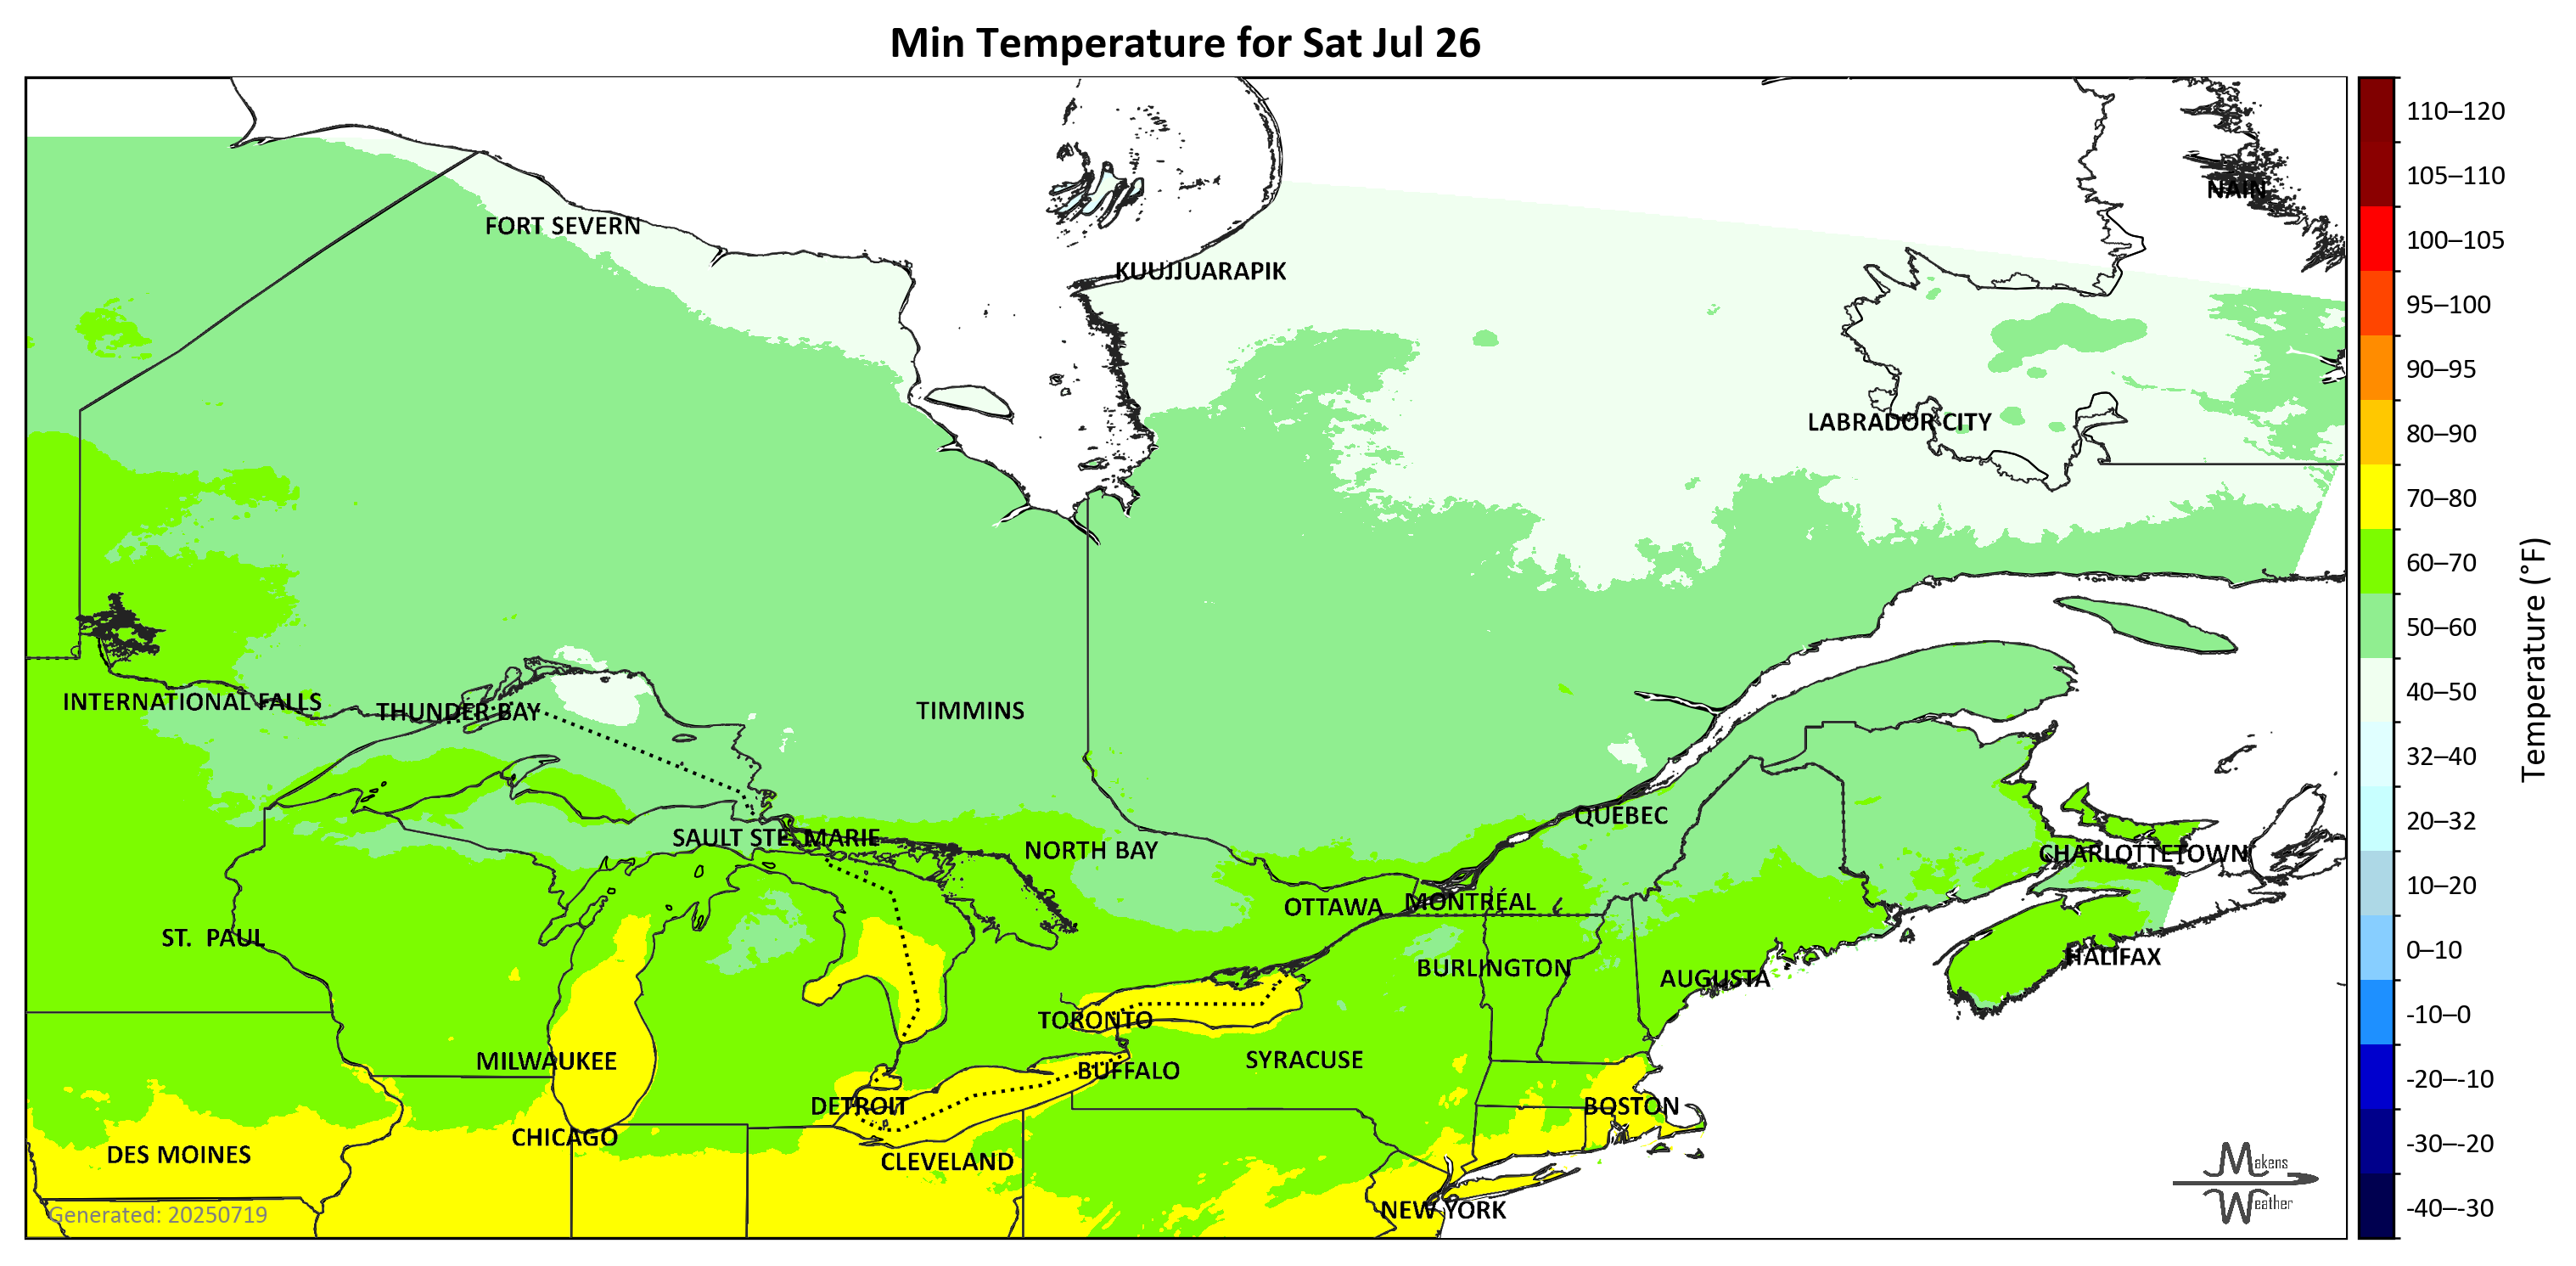 Min Temperature for Sat Jul 26
110–120
105–110
NAIN
FORT SEVERN
100–105
KUUJJUARAPIK
95–100
90–95
LABRADOR CITY
80–90
70–80
60–70
50–60
Temperature (°F)
40–50
INTERNATIONAL FALLS
THUNDER BAY
TIMMINS
32–40
QUÉBEC
20–32
SAULT STE. MARIE
NORTH BAY
CHARLOTTETOWN
10–20
OTTAWA
MONTRÉAL
ST. PAUL
0–10
HALIFAX
BURLINGTON
AUGUSTA
TORONTO
-10–0
MILWAUKEE
SYRACUSE
BUFFALO
-20–-10
DETROIT
BOSTON
CHICAGO
-30–-20
DES MOINES
CLEVELAND
Makens
Weather
NEW YORK
-40–-30
Generated: 20250719